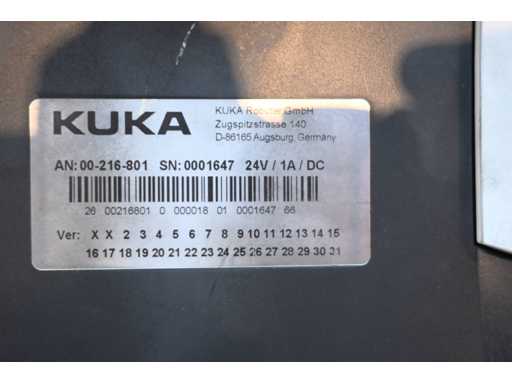 KUKA
KUKA Roboter GmbH
Zugspitzstrasse 140
D-86165 Augsburg, Germany
AN: 00-216-801 SN: 0001647 24V / 1A / DC
26 00216801 0 000018 01 0001647 66
Ver: X X 2 3 4 5 6 7 8 9 10 11 12 13 14 15
16 17 18 19 20 21 22 23 24 25 26 27 28 29 30 31